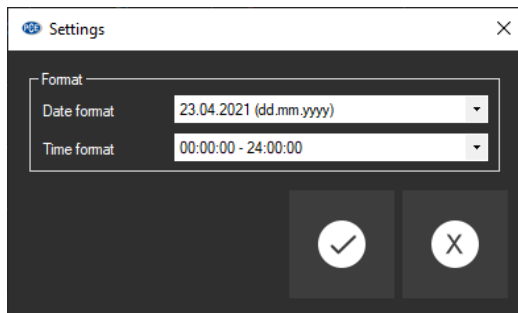 PCE Settings
Format
Date format 23.04.2021 (dd.mm.yyyy)
Time format 00:00:00 - 24:00:00
X